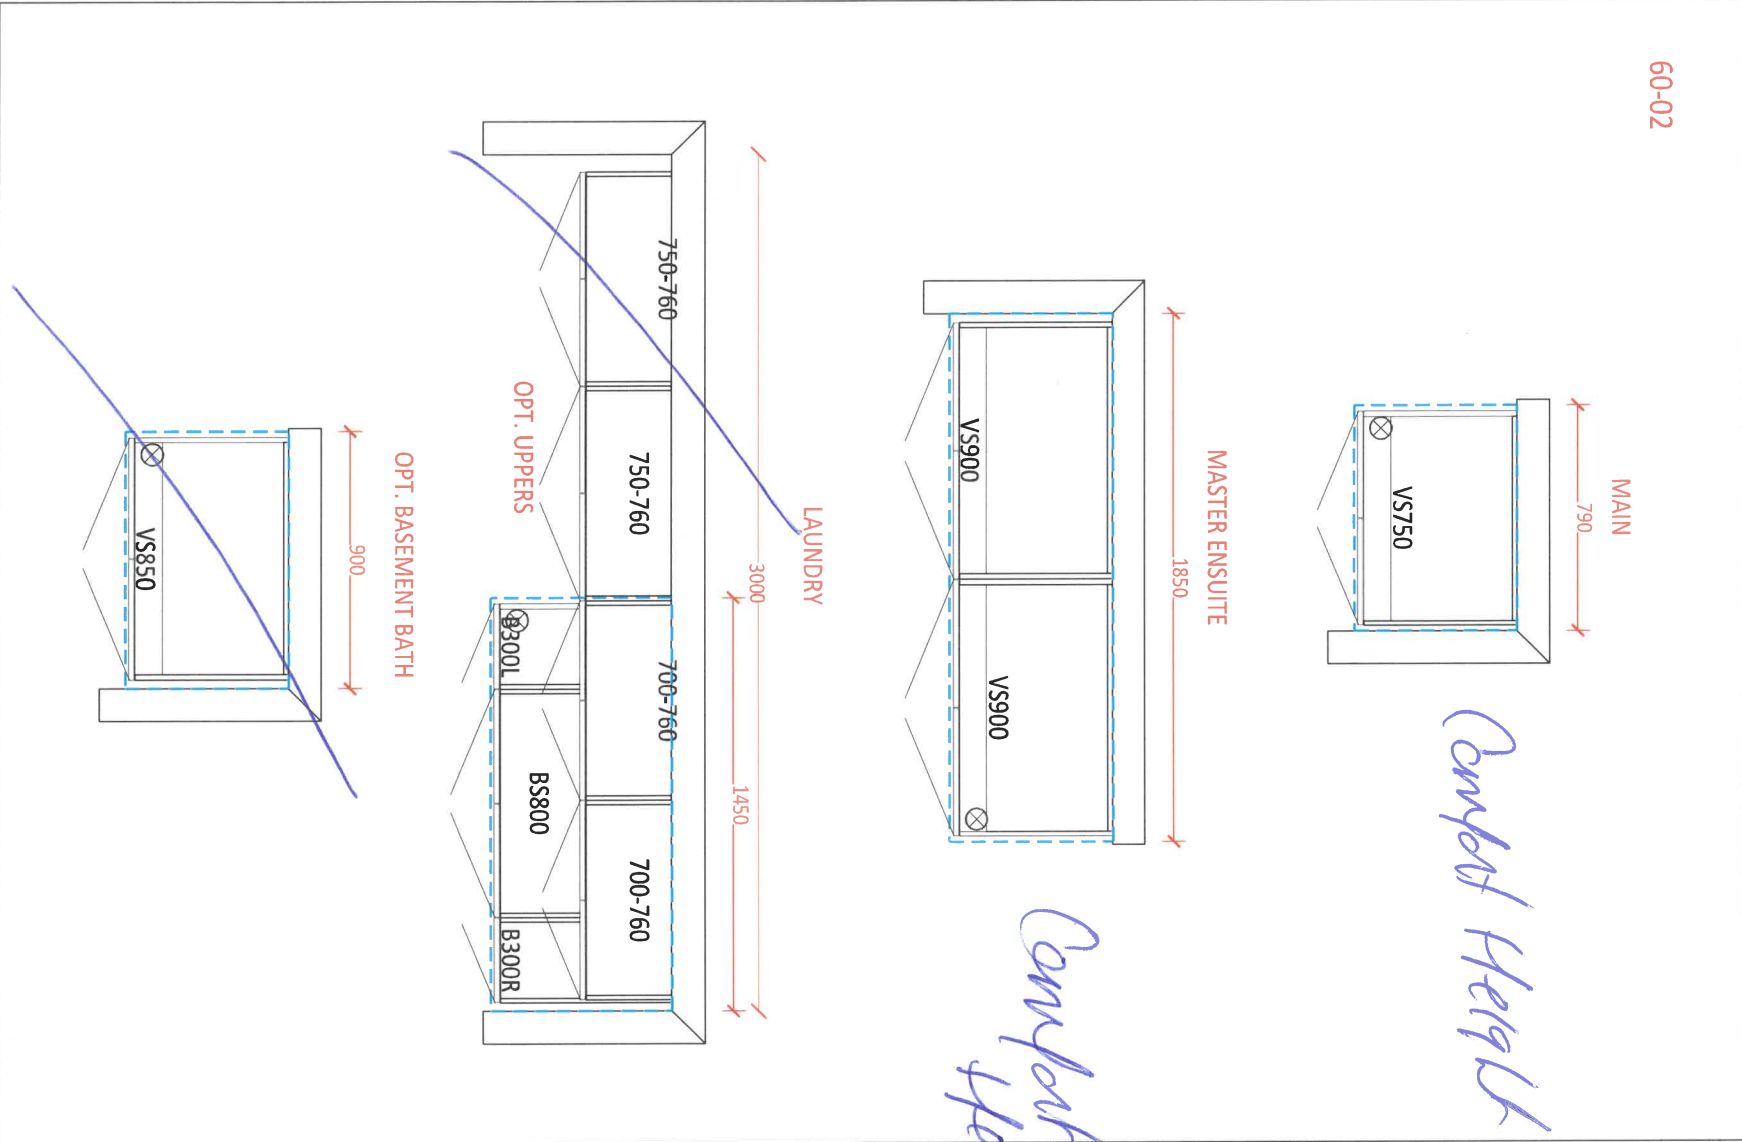 60-02
MAIN
790
VS750
Comfort Height
MASTER ENSUITE
1850
VS900
VS900
Comfort
He
LAUNDRY
3000
1450
750-760
750-760
700-760
700-760
OPT. UPPERS
B300L
BS800
B300R
OPT. BASEMENT BATH
900
VS850